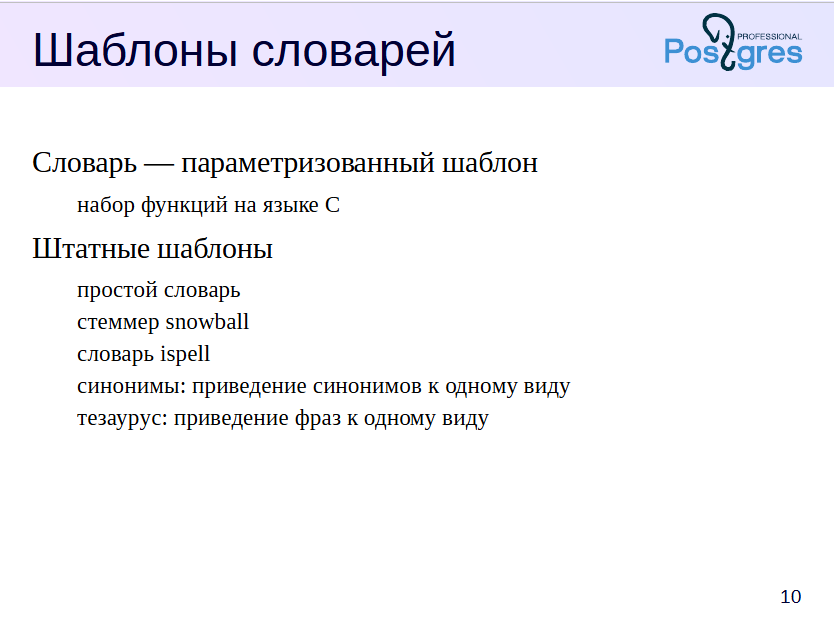 Шаблоны словарей
PROFESSIONAL
Postgres
Словарь — параметризованный шаблон
набор функций на языке C
Штатные шаблоны
простой словарь
стеммер snowball
словарь ispell
синонимы: приведение синонимов к одному виду
тезаурус: приведение фраз к одному виду
10